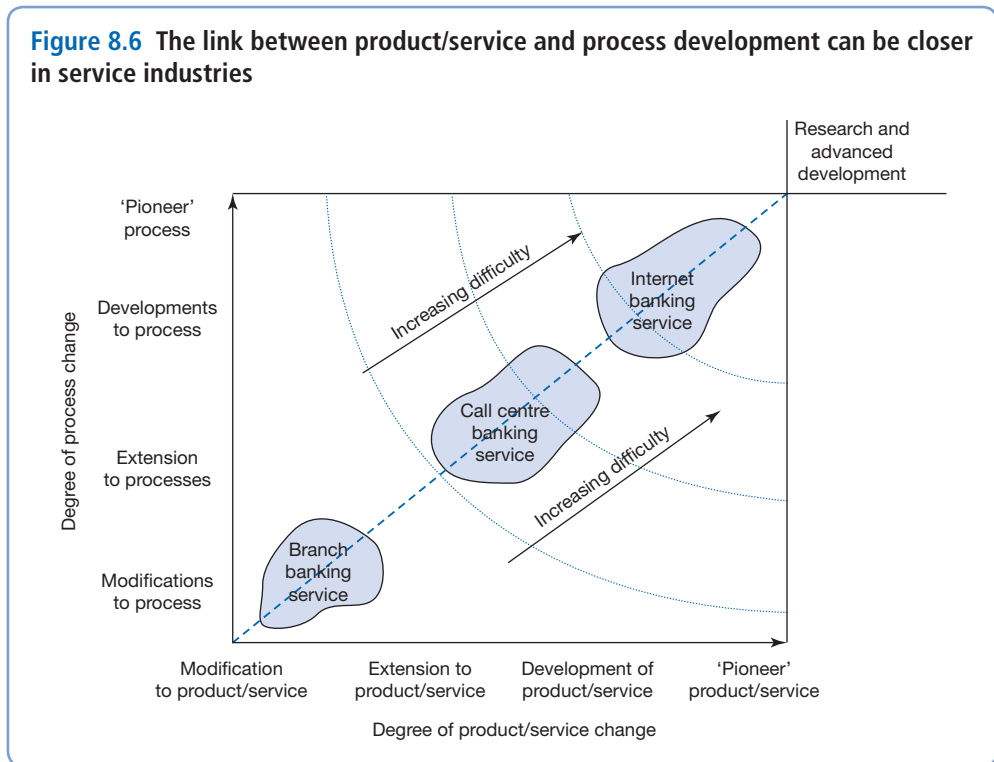 Figure 8.6 The link between product/service and process development can be closer
in service industries
Research and
advanced
development
‘Pioneer’
process
Developments
to process
Extension
to processes
Modifications
to process
Degree of process change
Increasing difficulty
Internet
banking
service
Call centre
banking
service
Increasing difficulty
Branch
banking
service
Modification
to product/service
Extension to
product/service
Development of
product/service
‘Pioneer’
product/service
Degree of product/service change